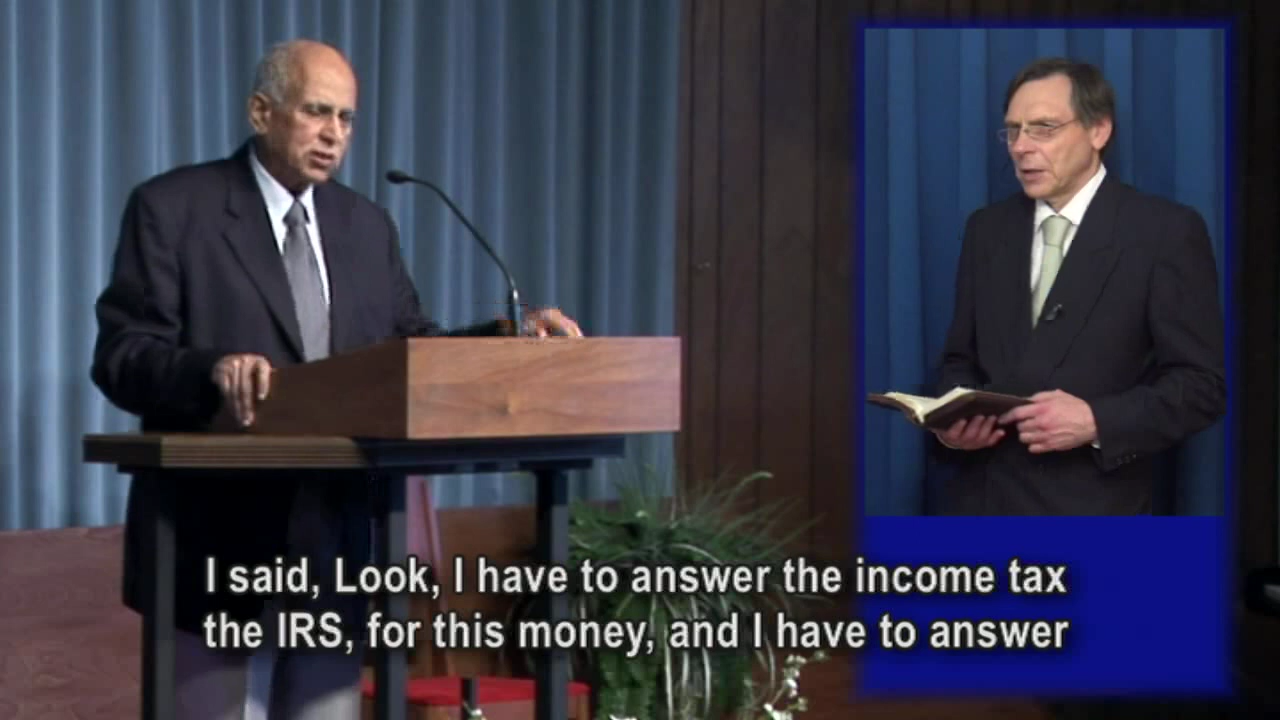 I said, Look, I have to answer the income tax
the IRS, for this money, and I have to answer